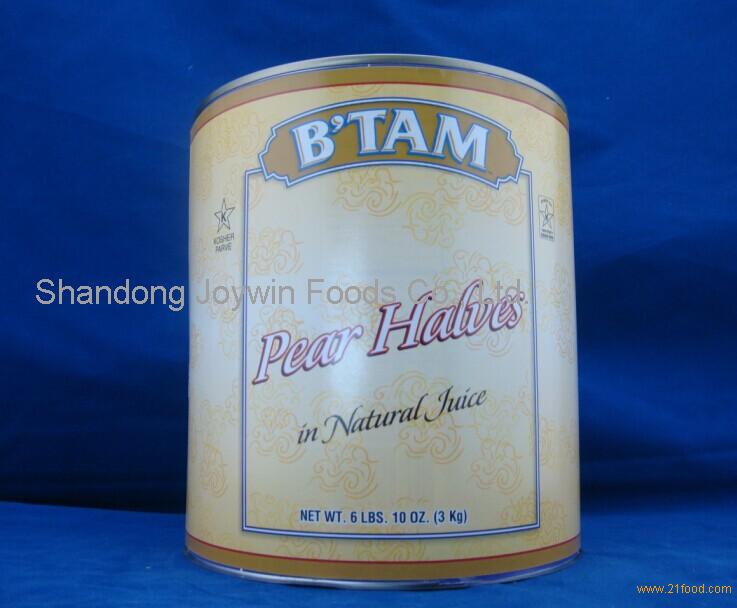 B'TAM
K
KOSHER
PARVE
K
Shandong Joywin Foods Co.,Ltd.
Pear Halves
in Natural Juice
NET WT. 6 LBS. 10 OZ. (3 Kg)
www.21food.com